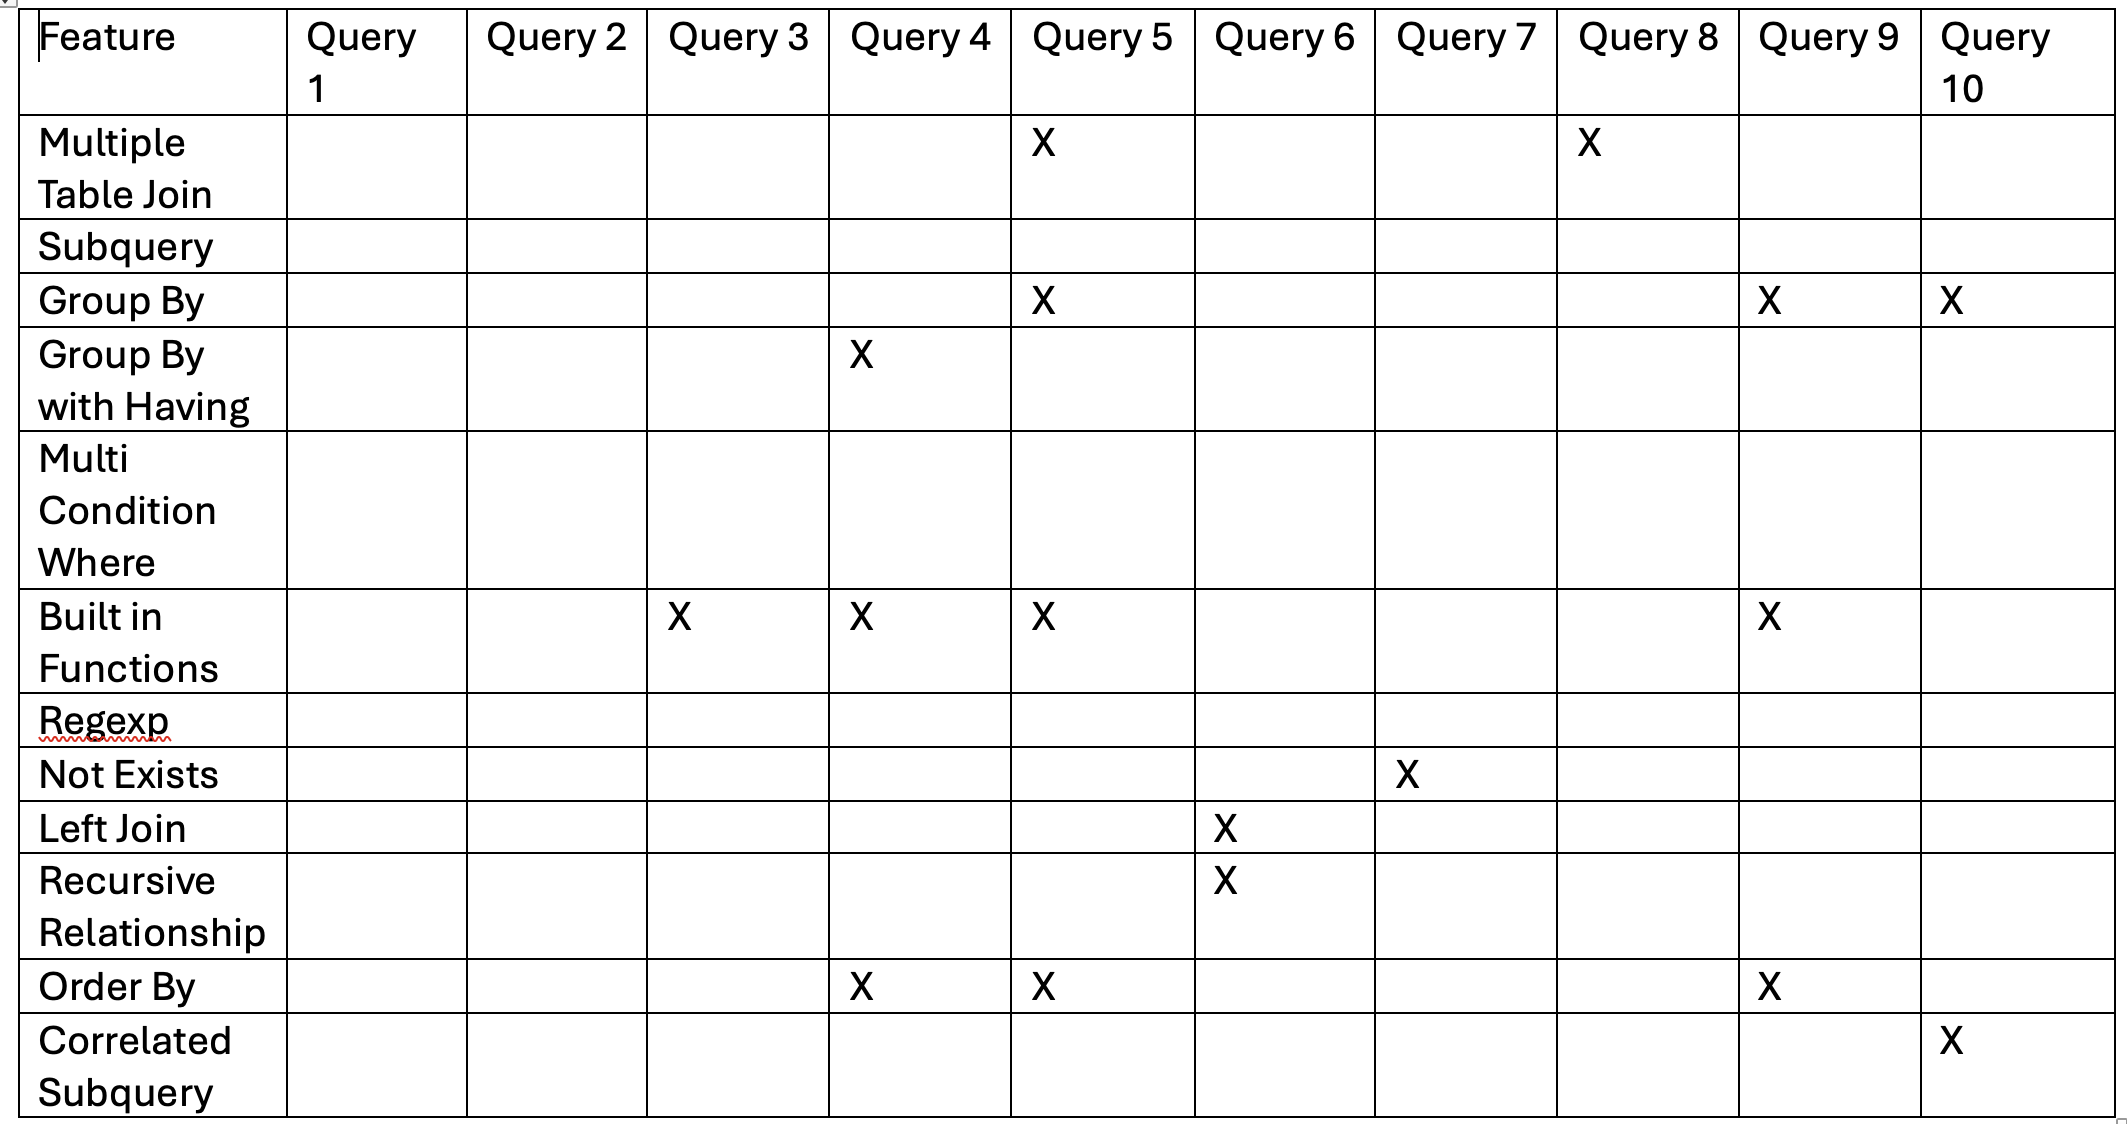 Feature Query 1 Query 2 Query 3 Query 4 Query 5 Query 6 Query 7 Query 8 Query 9 Query 10
Multiple Table Join X X
Subquery
Group By X X X
Group By with Having X
Multi Condition Where
Built in Functions X X X X
Regexp
Not Exists X
Left Join X
Recursive Relationship X
Order By X X X
Correlated Subquery X